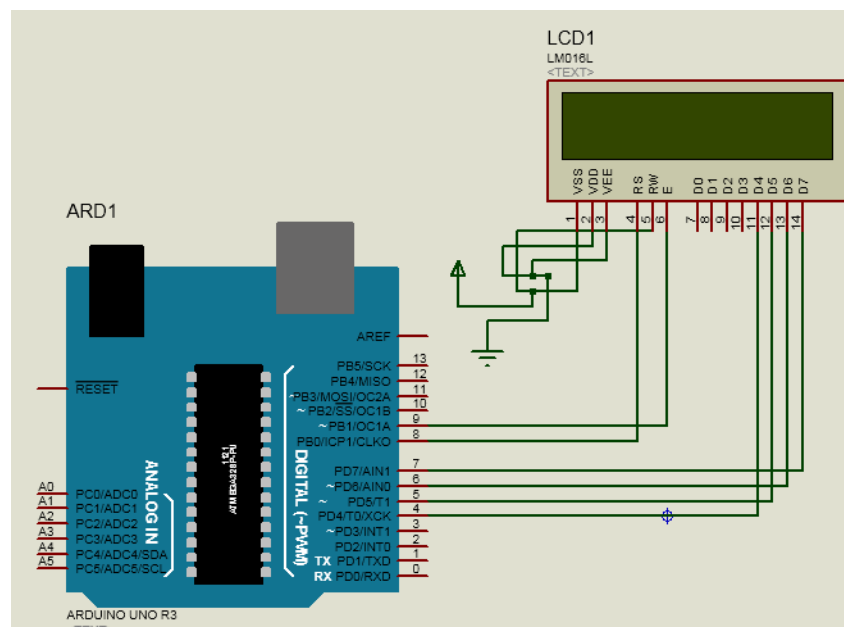 LCD1
LM016L
<TEXT>
VSS
VDD
VEE
RS
RW
E
D0
D1
D2
D3
D4
D5
D6
D7
1
2
3
4
5
6
7
8
9
10
11
12
13
14
ARD1
AREF
RESET
PB5/SCK 13
PB4/MISO 12
~PB3/MOSI/OC2A 11
~ PB2/SS/OC1B 10
~ PB1/OC1A 9
PB0/ICP1/CLKO 8
PD7/AIN1 7
~ PD6/AIN0 6
~ PD5/T1 5
PD4/T0/XCK 4
~ PD3/INT1 3
PD2/INT0 2
TX PD1/TXD 1
RX PD0/RXD 0
A0 PC0/ADC0
A1 PC1/ADC1
A2 PC2/ADC2
A3 PC3/ADC3
A4 PC4/ADC4/SDA
A5 PC5/ADC5/SCL
ANALOG IN
1121
ATMEGA328P-PU
DIGITAL (~PWM)
ARDUINO UNO R3